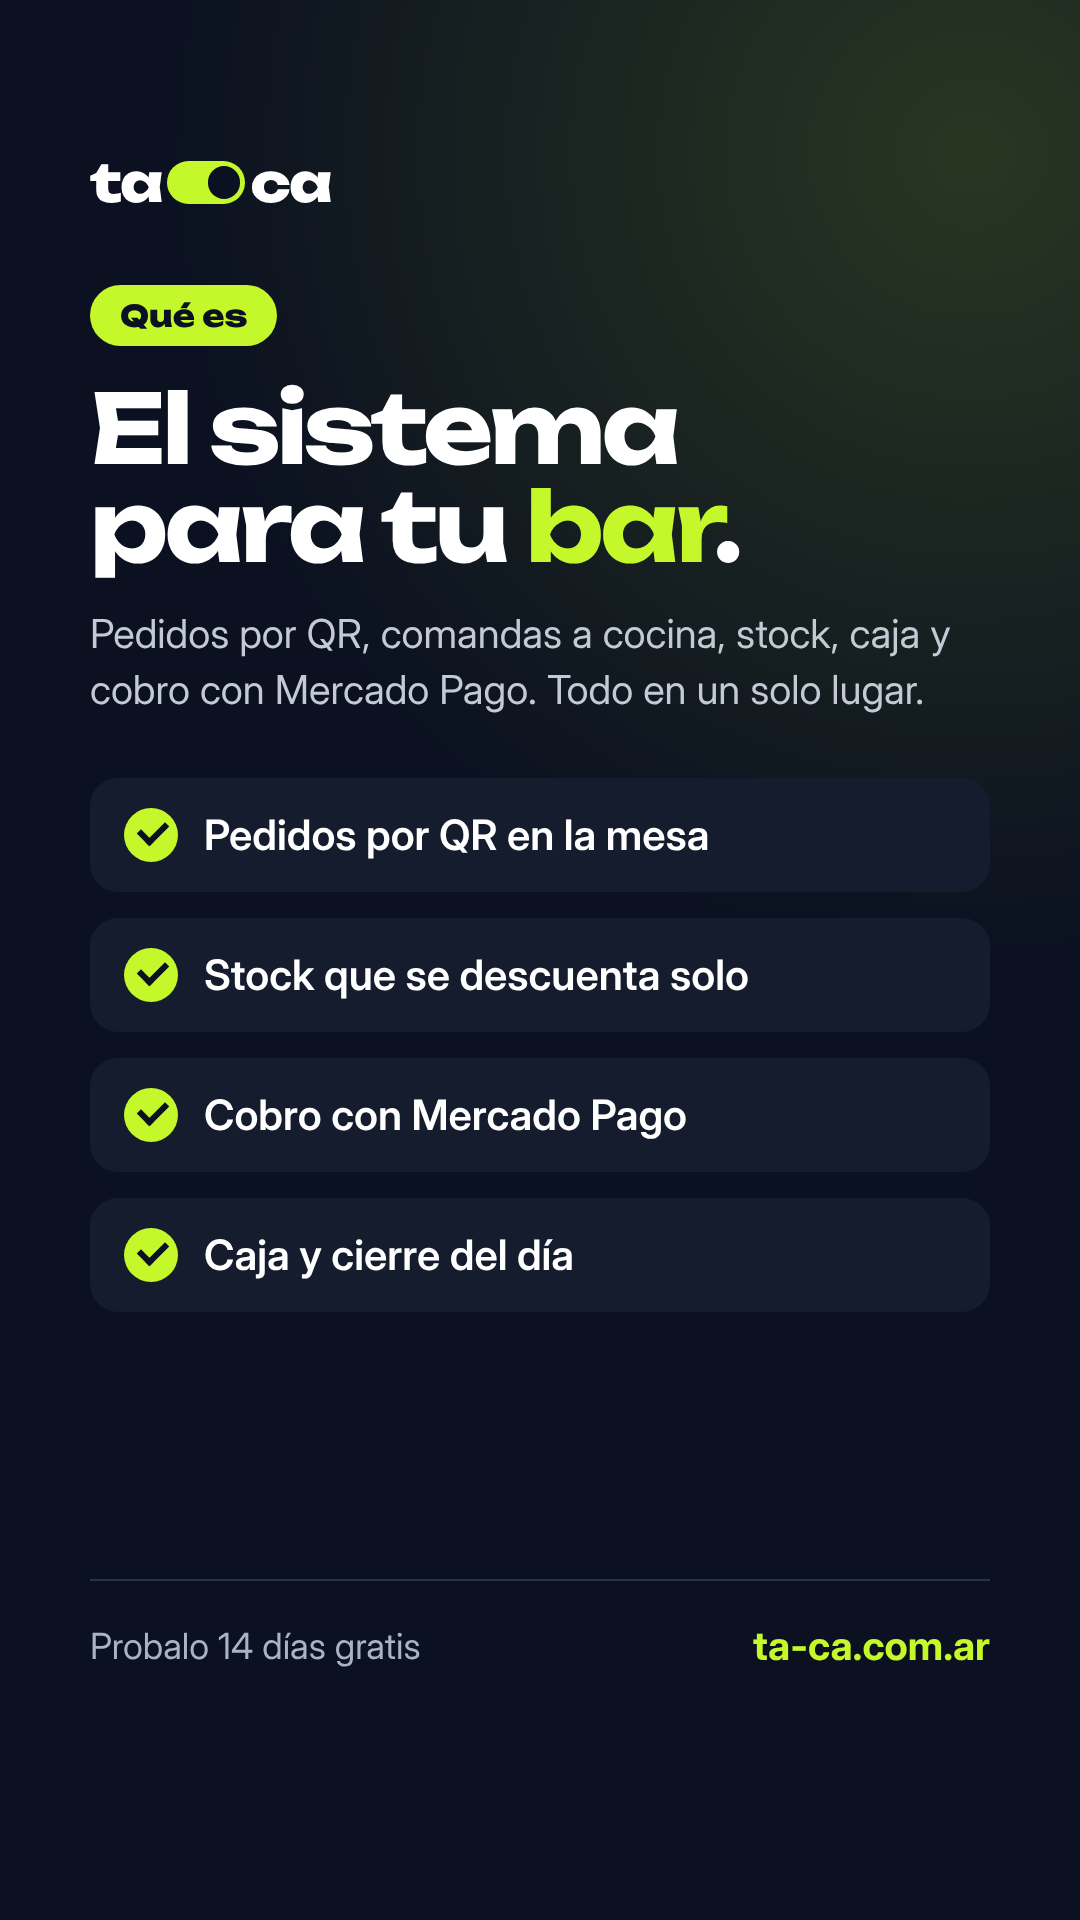 ta ca
Qué es
El sistema
para tu bar.
Pedidos por QR, comandas a cocina, stock, caja y
cobro con Mercado Pago. Todo en un solo lugar.
Pedidos por QR en la mesa
Stock que se descuenta solo
Cobro con Mercado Pago
Caja y cierre del día
Probalo 14 días gratis
ta-ca.com.ar